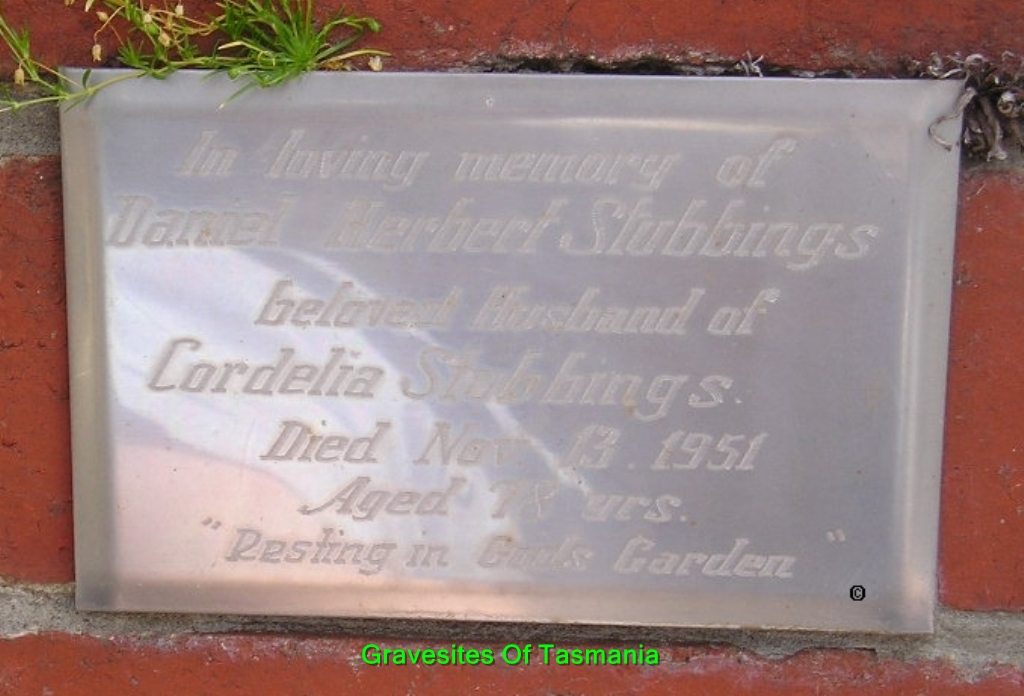 In loving memory of
Daniel Herbert Stubbings
beloved Husband of
Cordelia Stubbings.
Died Nov. 13. 1951
Aged 78 yrs.
"Resting in God's Garden"
©
Gravesites Of Tasmania